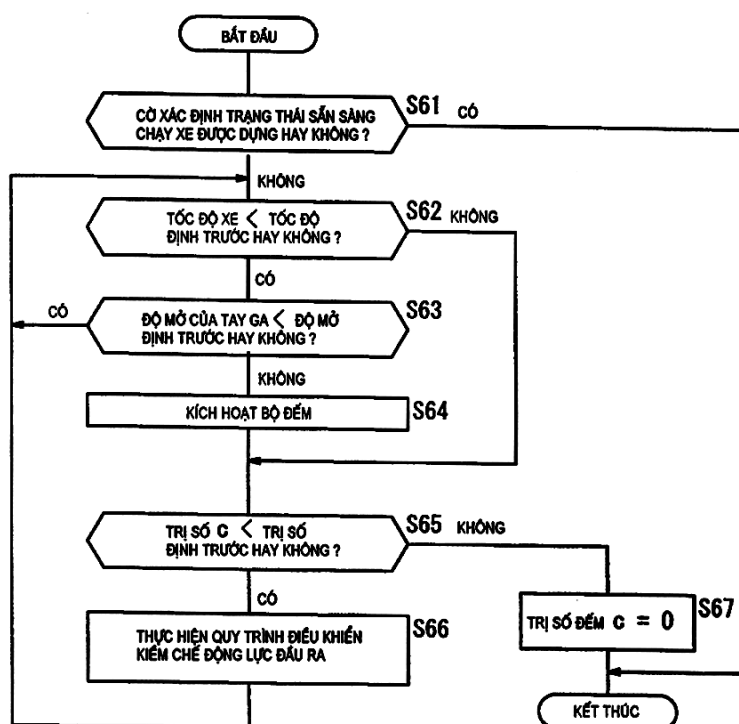 BẮT ĐẦU
CỜ XÁC ĐỊNH TRẠNG THÁI SẴN SÀNG
CHẠY XE ĐƯỢC DỰNG HAY KHÔNG ?
S61
CÓ
KHÔNG
TỐC ĐỘ XE < TỐC ĐỘ
ĐỊNH TRƯỚC HAY KHÔNG ?
S62
KHÔNG
CÓ
CÓ
ĐỘ MỞ CỦA TAY GA < ĐỘ MỞ
ĐỊNH TRƯỚC HAY KHÔNG ?
S63
KHÔNG
KÍCH HOẠT BỘ ĐẾM
S64
TRỊ SỐ C < TRỊ SỐ
ĐỊNH TRƯỚC HAY KHÔNG ?
S65
KHÔNG
CÓ
THỰC HIỆN QUY TRÌNH ĐIỀU KHIỂN
KIỀM CHẾ ĐỘNG LỰC ĐẦU RA
S66
TRỊ SỐ ĐẾM C = 0
S67
KẾT THÚC